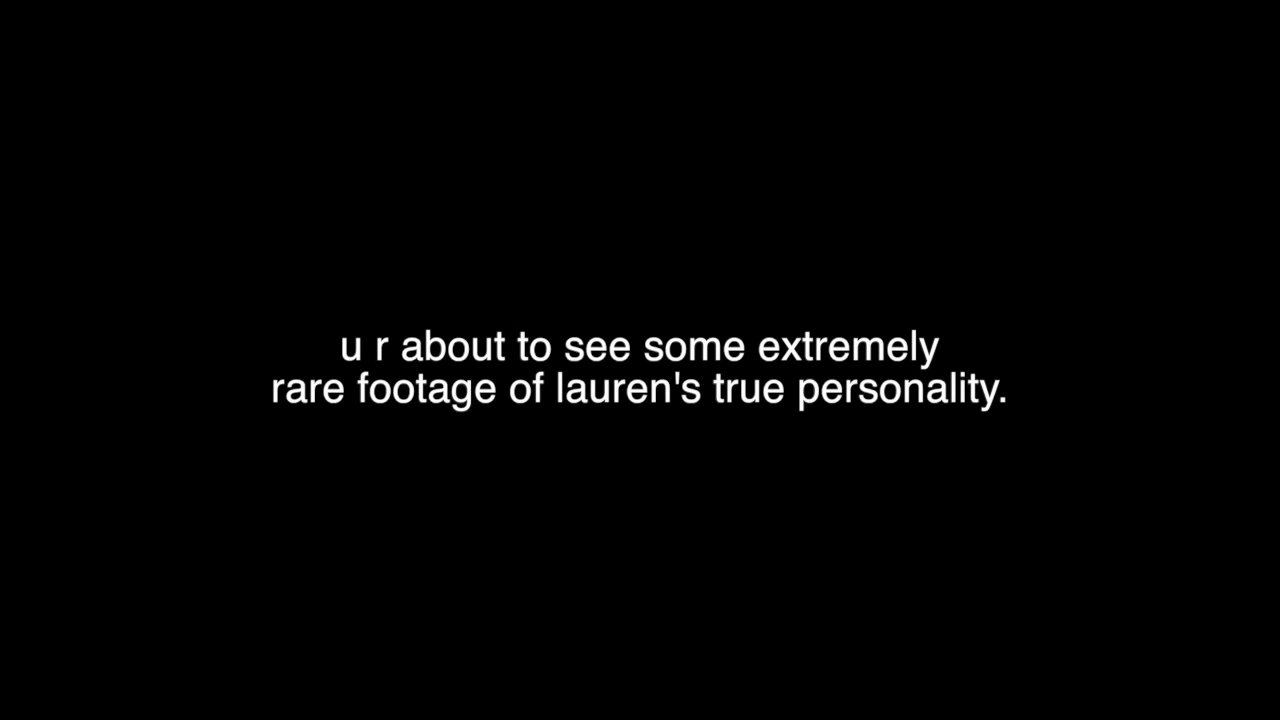 u r about to see some extremely
rare footage of lauren's true personality.